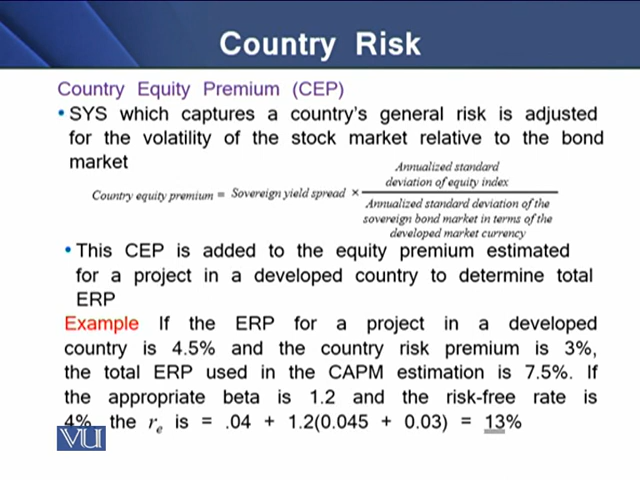 Country Risk
Country Equity Premium (CEP)
• SYS which captures a country's general risk is adjusted
for the volatility of the stock market relative to the bond
market
Country equity premium = Sovereign yield spread × Annualized standard deviation of equity index
Annualized standard deviation of the sovereign bond market in terms of the developed market currency
• This CEP is added to the equity premium estimated
for a project in a developed country to determine total
ERP
Example If the ERP for a project in a developed
country is 4.5% and the country risk premium is 3%,
the total ERP used in the CAPM estimation is 7.5%. If
the appropriate beta is 1.2 and the risk-free rate is
4%, the re is = .04 + 1.2(0.045 + 0.03) = 13%
VU